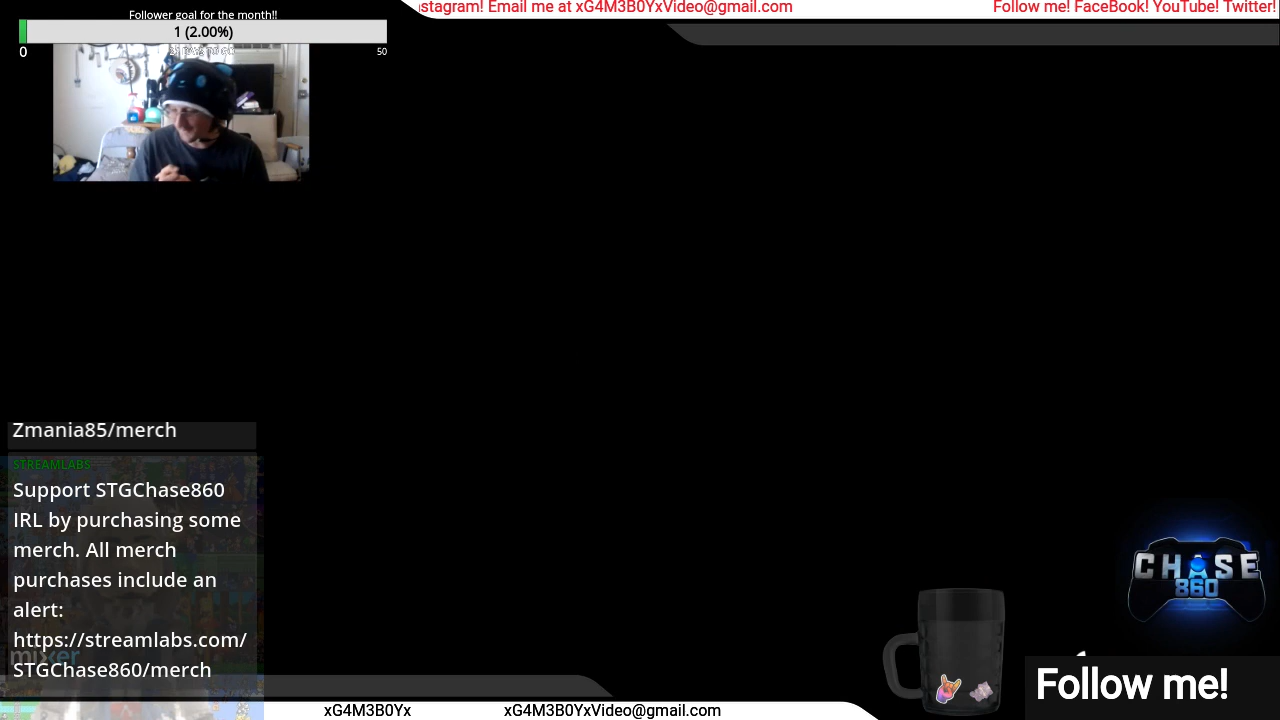 Follower goal for the month!!
1 (2.00%)
0
50
stagram! Email me at xG4M3B0YxVideo@gmail.com
Follow me! FaceBook! YouTube! Twitter!
Zmania85/merch
STREAMLABS
Support STGChase860
IRL by purchasing some
merch. All merch
purchases include an
alert:
https://streamlabs.com/
STGChase860/merch
mixer
CHASE
860
Follow me!
xG4M3B0Yx
xG4M3B0YxVideo@gmail.com